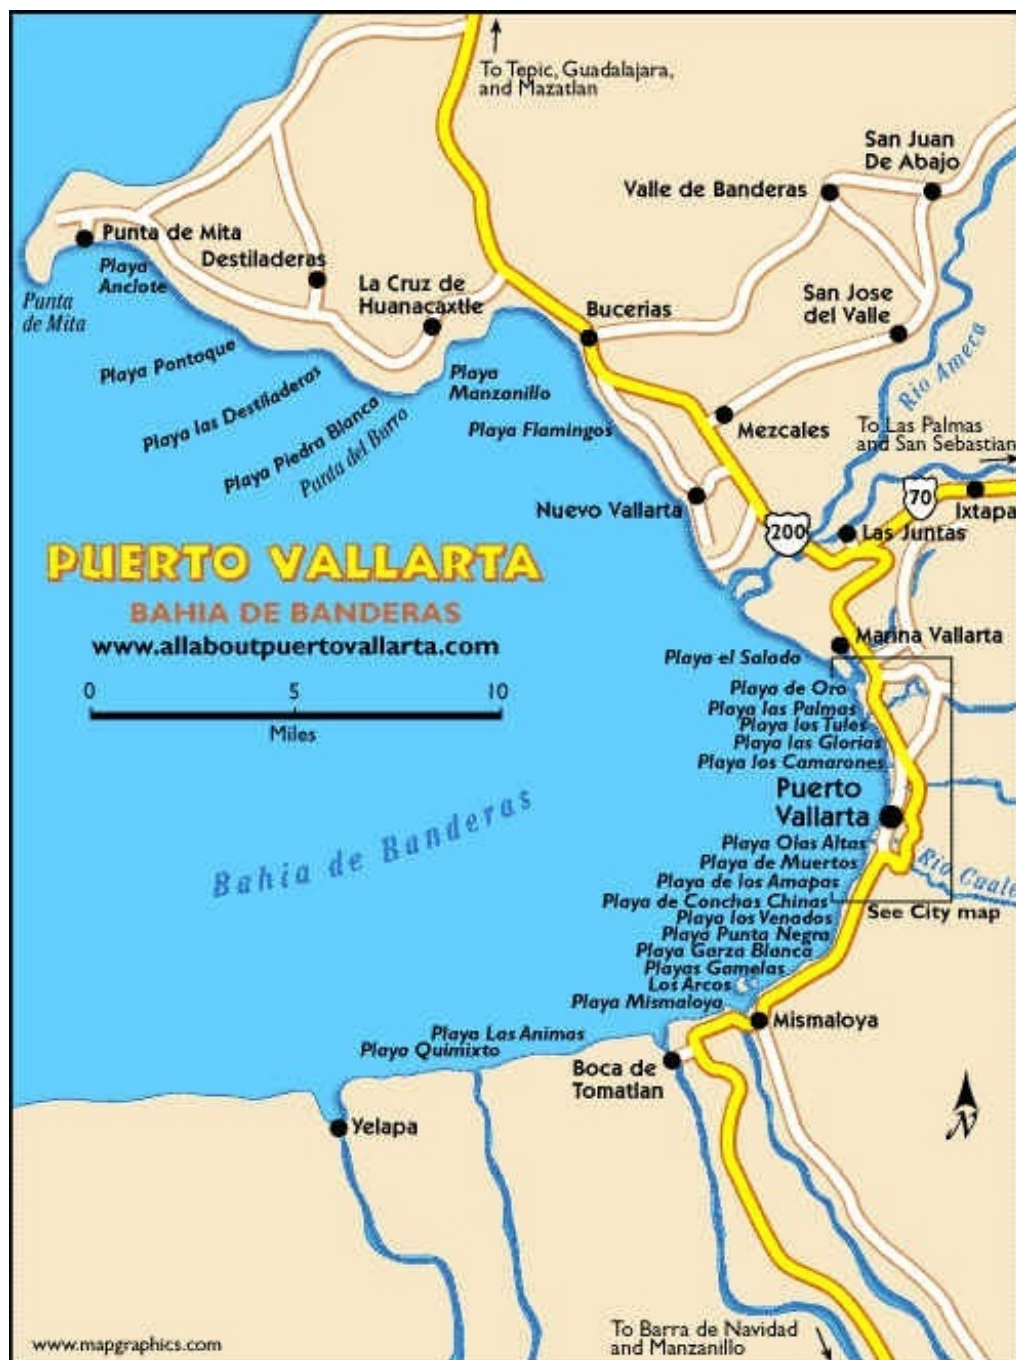 To Tepic, Guadalajara,
and Mazatlan
San Juan
De Abajo
Valle de Banderas
Punta de Mita
Playa
Anclote
Destiladeras
Punta
de Mita
La Cruz de
Huanacaxtle
Bucerias
San Jose
del Valle
Rio Ameca
Playa Pontoque
Playa las Destiladeras
Playa Piedra Blanca
Punta del Burro
Playa
Manzanillo
Playa Flamingos
Mezcales
To Las Palmas
and San Sebastian
Nuevo Vallarta
200
70
Ixtapa
Las Juntas
PUERTO VALLARTA
BAHIA DE BANDERAS
www.allaboutpuertovallarta.com
0 5 10
Miles
Marina Vallarta
Playa el Salado
Playa de Oro
Playa las Palmas
Playa los Tules
Playa las Glorias
Playa los Camarones
Puerto
Vallarta
Bahia de Banderas
Playa Olas Altas
Playa de Muertos
Rio Cuale
Playa de los Amapas
Playa de Conchas Chinas
See City map
Playa los Venados
Playa Punta Negra
Playa Garza Blanca
Playas Gamelas
Los Arcos
Playa Mismaloya
Mismaloya
Playa Las Animas
Playa Quimixto
Boca de
Tomatlan
Yelapa
N
To Barra de Navidad
and Manzanillo
www.mapgraphics.com